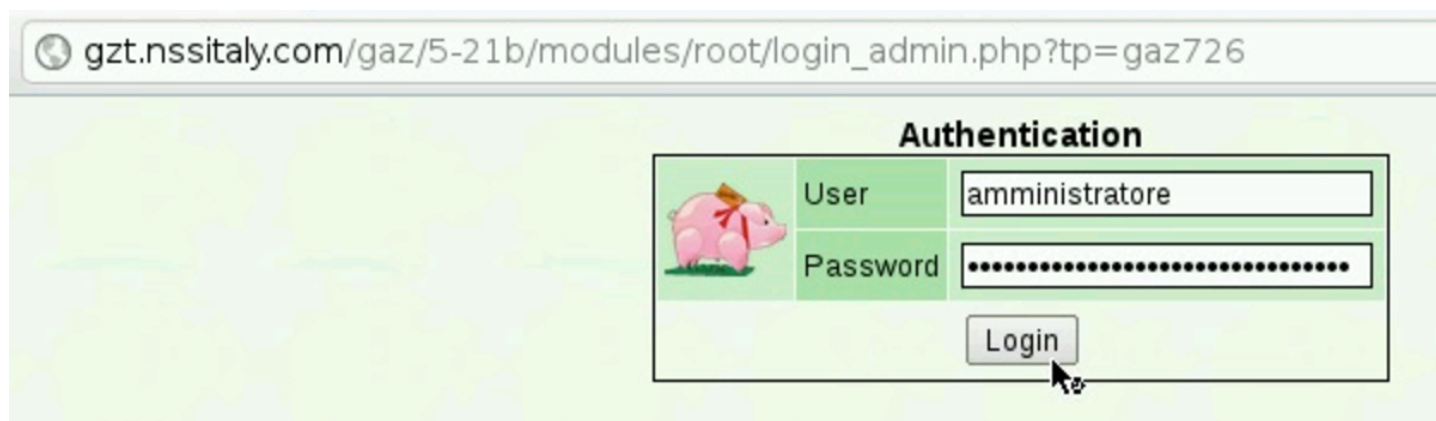 gzt.nssitaly.com/gaz/5-21b/modules/root/login_admin.php?tp=gaz726
Authentication
User amministratore
Password ••••••••••••••••••••••••••••••••
Login